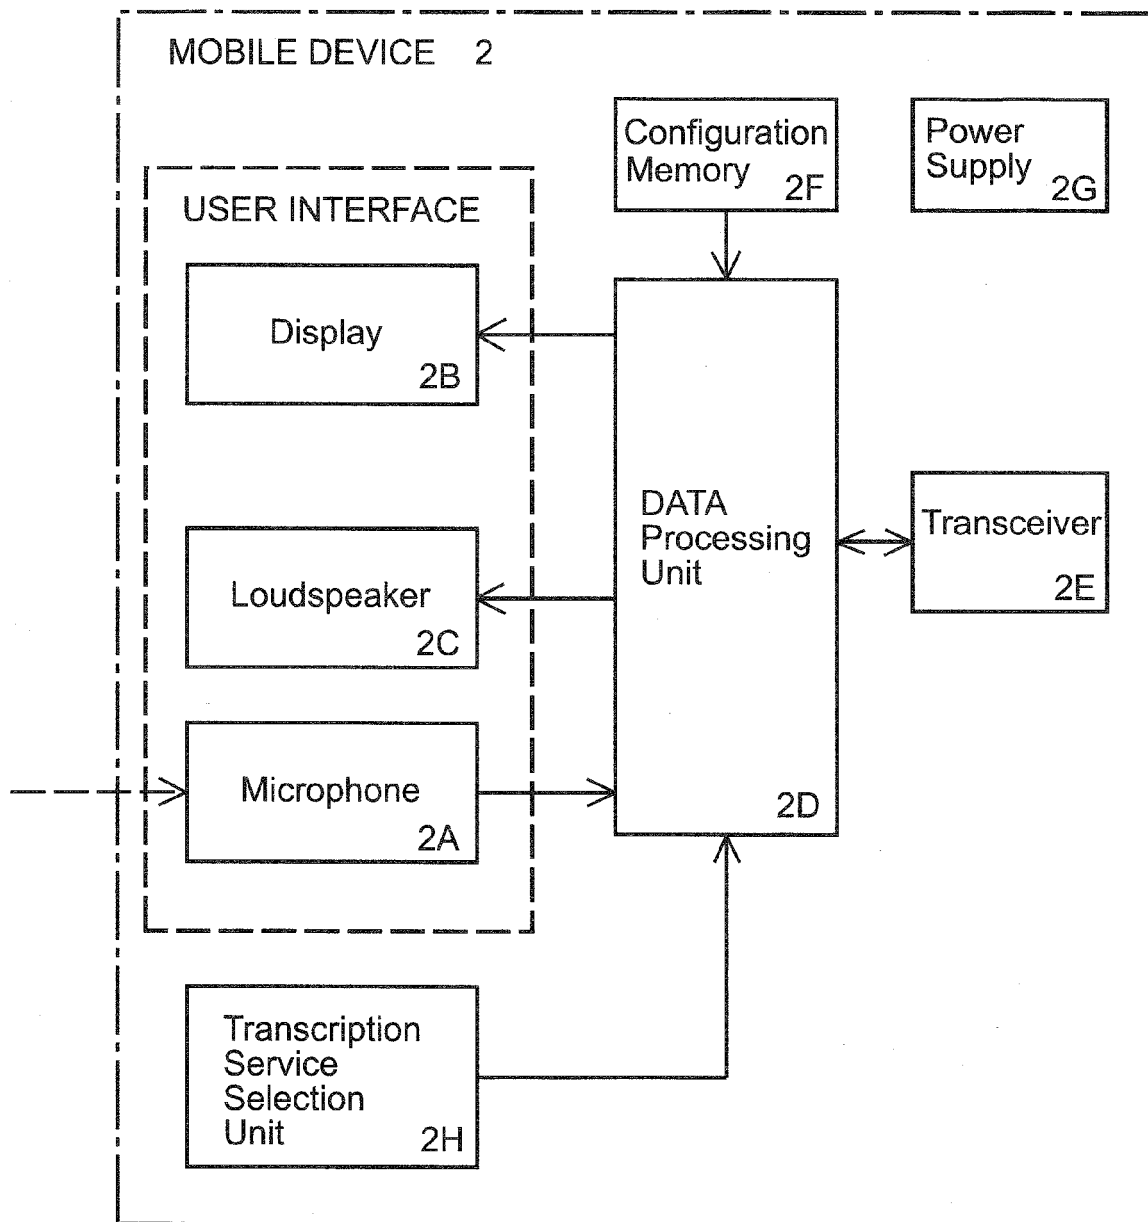 MOBILE DEVICE 2
Configuration
Memory
2F
Power
Supply
2G
USER INTERFACE
Display
2B
DATA
Processing
Unit
2D
Transceiver
2E
Loudspeaker
2C
Microphone
2A
Transcription
Service
Selection
Unit
2H